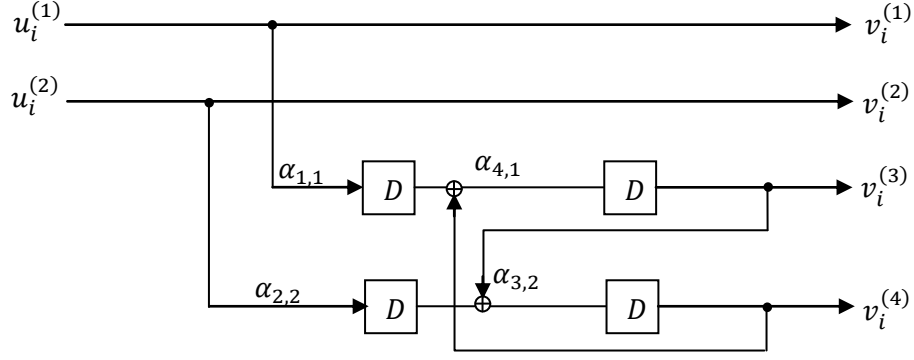 u_i^{(1)} v_i^{(1)}
u_i^{(2)} v_i^{(2)}
α_{1,1} D α_{4,1} D v_i^{(3)}
α_{2,2} D α_{3,2} D v_i^{(4)}